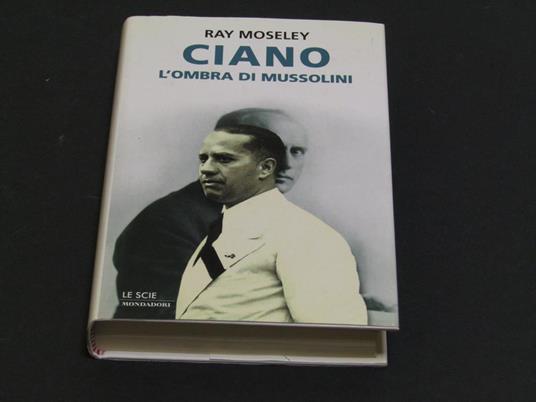 RAY MOSELEY
CIANO
L'OMBRA DI MUSSOLINI
LE SCIE
MONDADORI